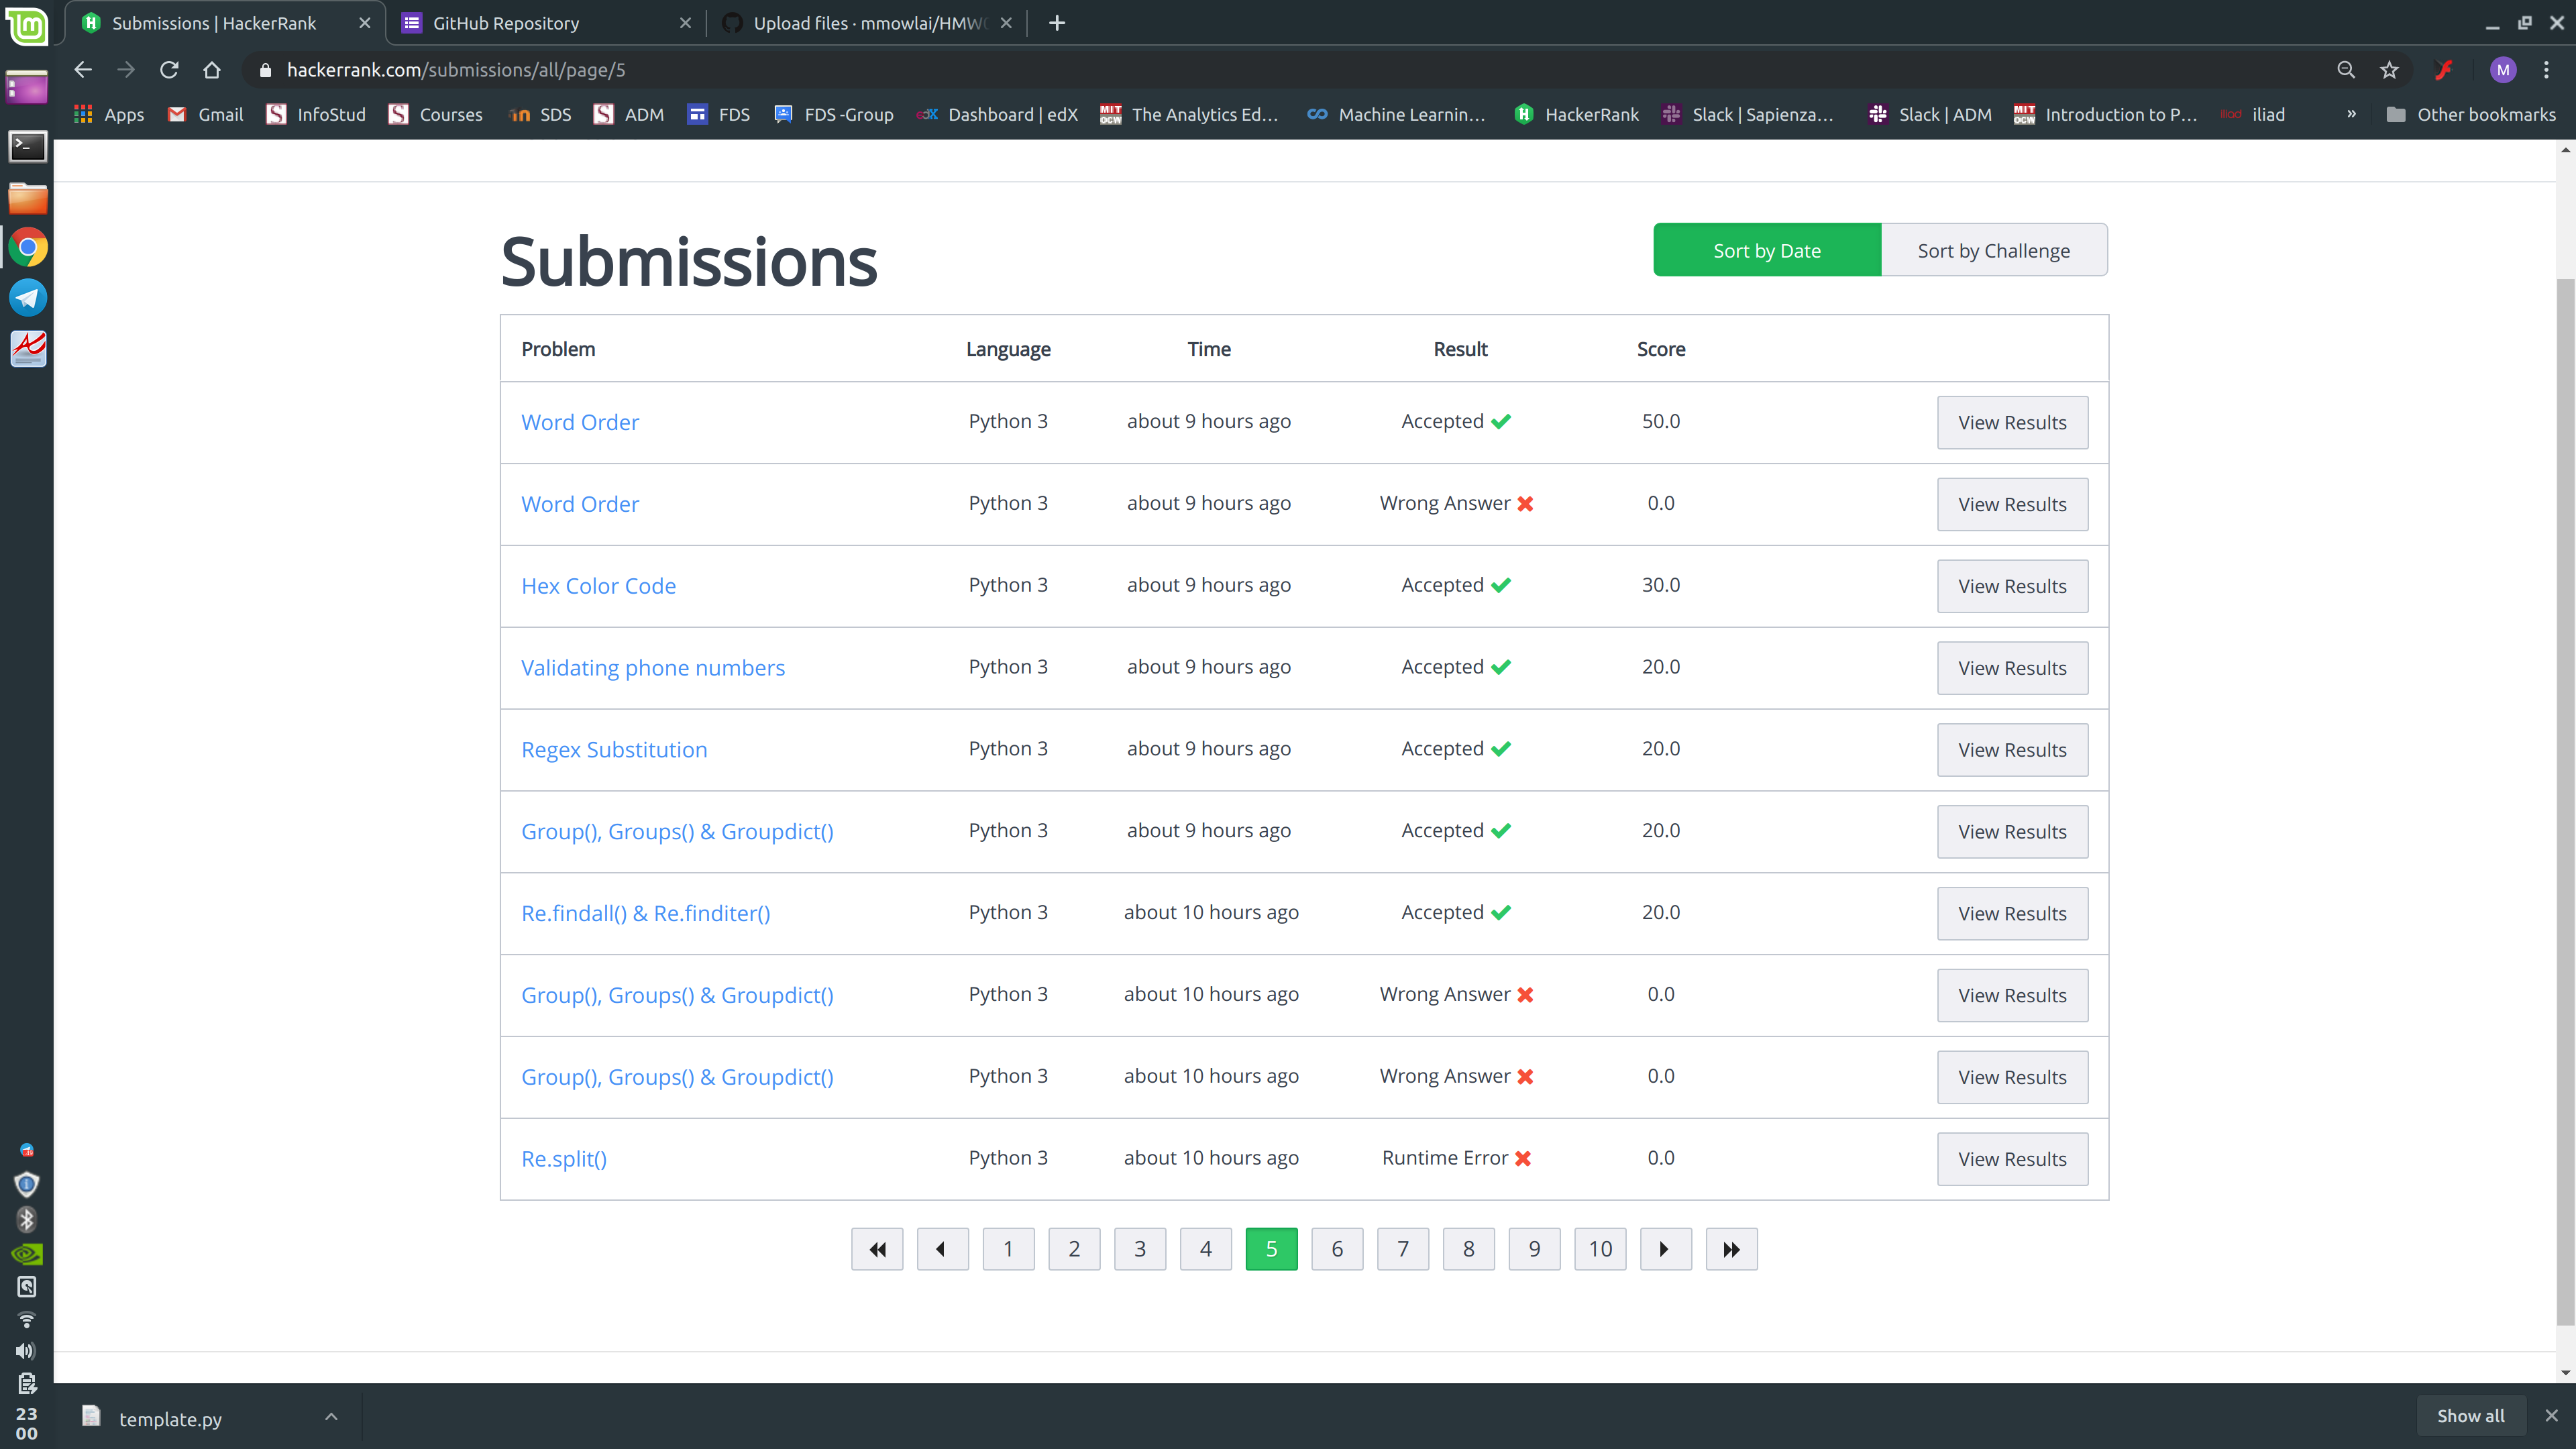 Submissions | HackerRank
GitHub Repository
Upload files · mmowlai/HMW
hackerrank.com/submissions/all/page/5
M
Apps
Gmail
InfoStud
Courses
SDS
ADM
FDS
FDS -Group
Dashboard | edX
The Analytics Ed...
Machine Learnin...
HackerRank
Slack | Sapienza...
Slack | ADM
Introduction to P...
iliad
iliad
»
Other bookmarks
Submissions
Sort by Date
Sort by Challenge
Problem Language Time Result Score
Word Order Python 3 about 9 hours ago Accepted 50.0 View Results
Word Order Python 3 about 9 hours ago Wrong Answer 0.0 View Results
Hex Color Code Python 3 about 9 hours ago Accepted 30.0 View Results
Validating phone numbers Python 3 about 9 hours ago Accepted 20.0 View Results
Regex Substitution Python 3 about 9 hours ago Accepted 20.0 View Results
Group(), Groups() & Groupdict() Python 3 about 9 hours ago Accepted 20.0 View Results
Re.findall() & Re.finditer() Python 3 about 10 hours ago Accepted 20.0 View Results
Group(), Groups() & Groupdict() Python 3 about 10 hours ago Wrong Answer 0.0 View Results
Group(), Groups() & Groupdict() Python 3 about 10 hours ago Wrong Answer 0.0 View Results
Re.split() Python 3 about 10 hours ago Runtime Error 0.0 View Results
1 2 3 4 5 6 7 8 9 10
23
00
template.py
Show all